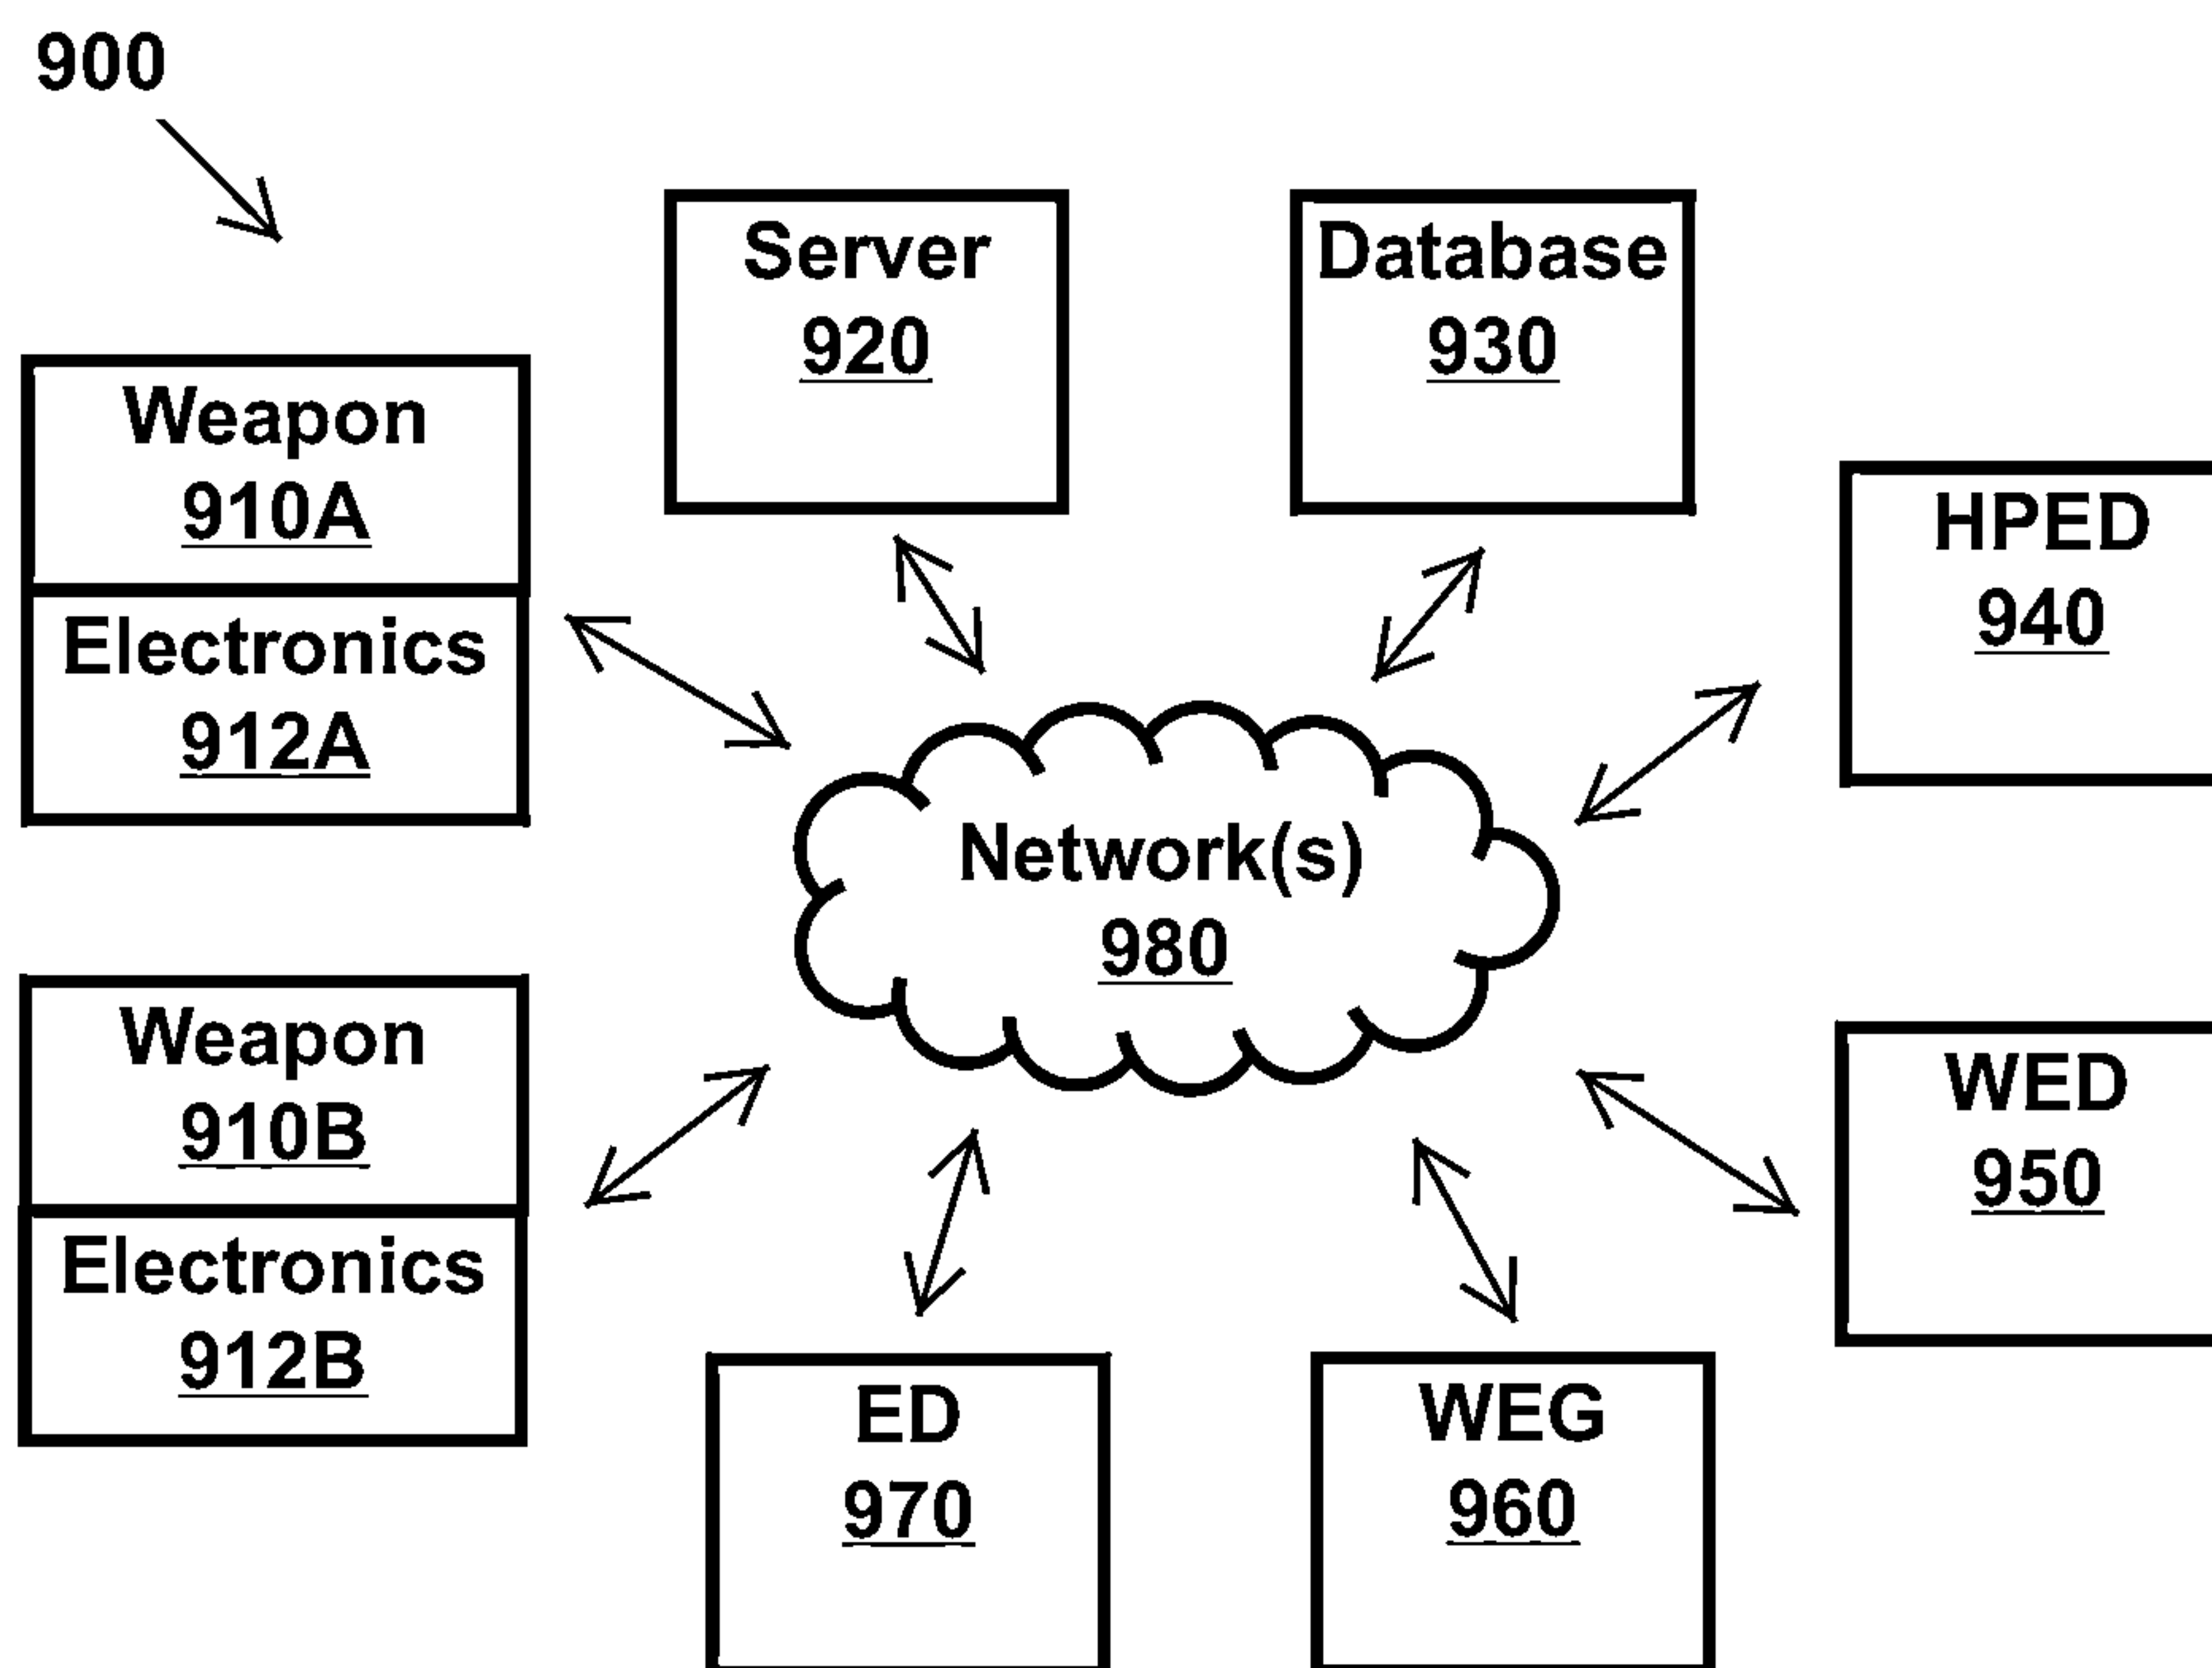 900
Server
920
Database
930
Weapon
910A
Electronics
912A
HPED
940
Network(s)
980
Weapon
910B
Electronics
912B
WED
950
ED
970
WEG
960